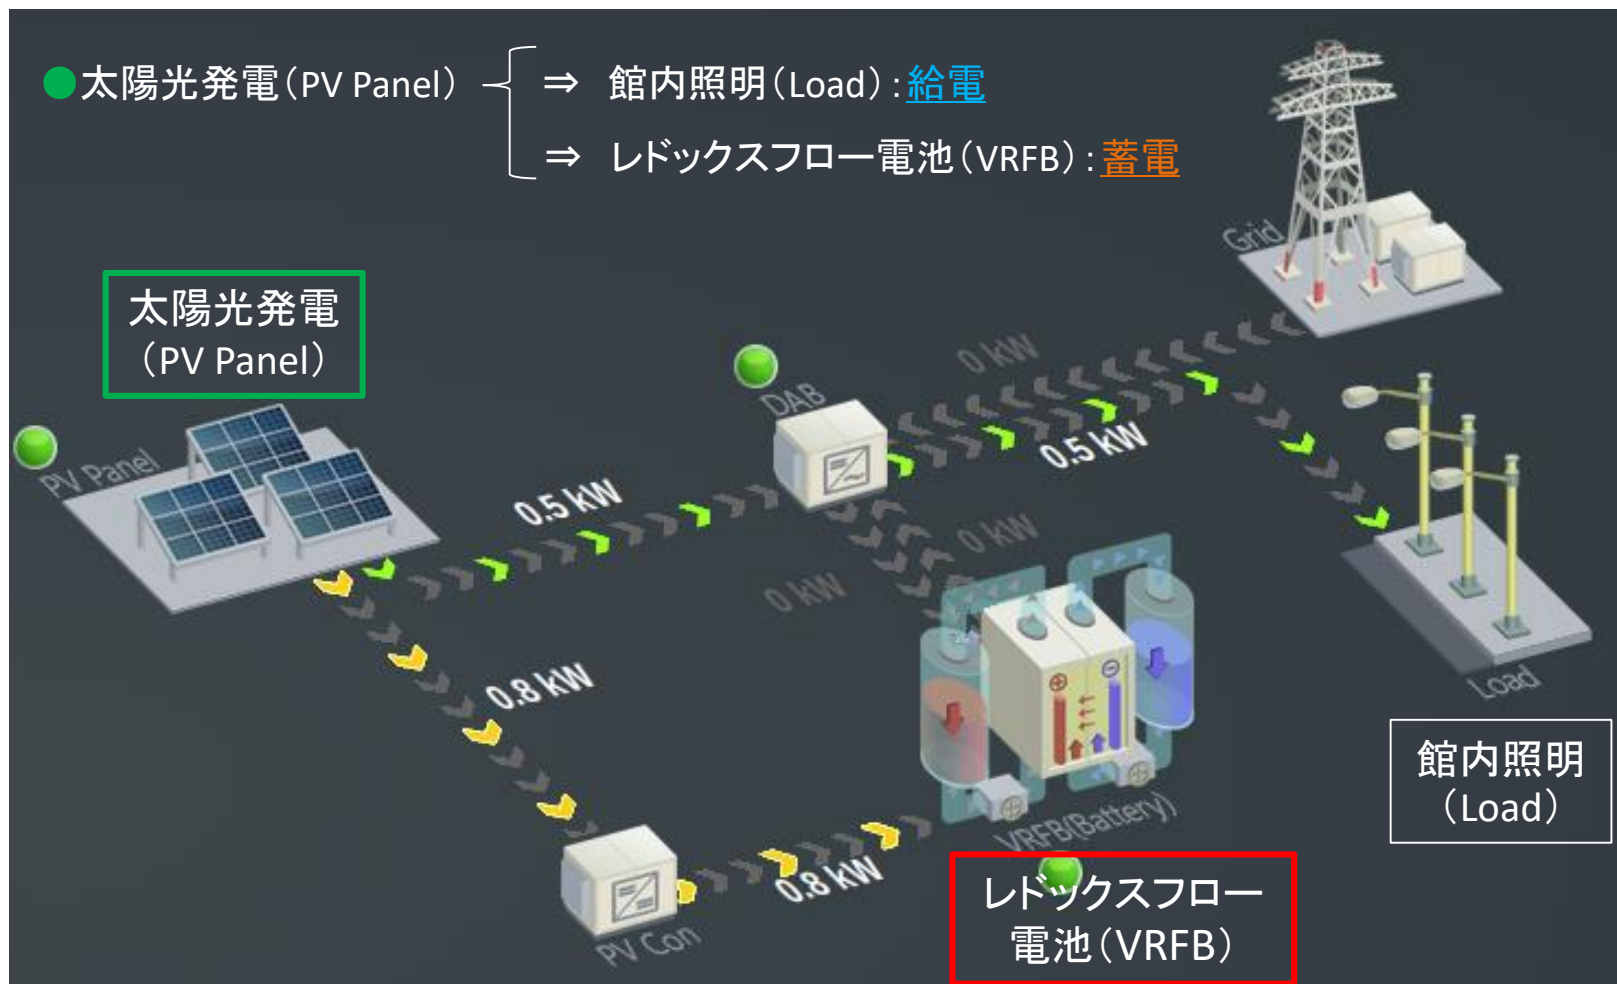 ●太陽光発電（PV Panel） ⇒ 館内照明（Load）：給電
⇒ レドックスフロー電池（VRFB）：蓄電
Grid
太陽光発電
（PV Panel）
0 kW
DAB
PV Panel
0.5 kW
0.5 kW
0 kW
0 kW
0.8 kW
Load
館内照明
（Load）
VRFB(Battery)
0.8 kW
レドックスフロー
電池（VRFB）
PV Con